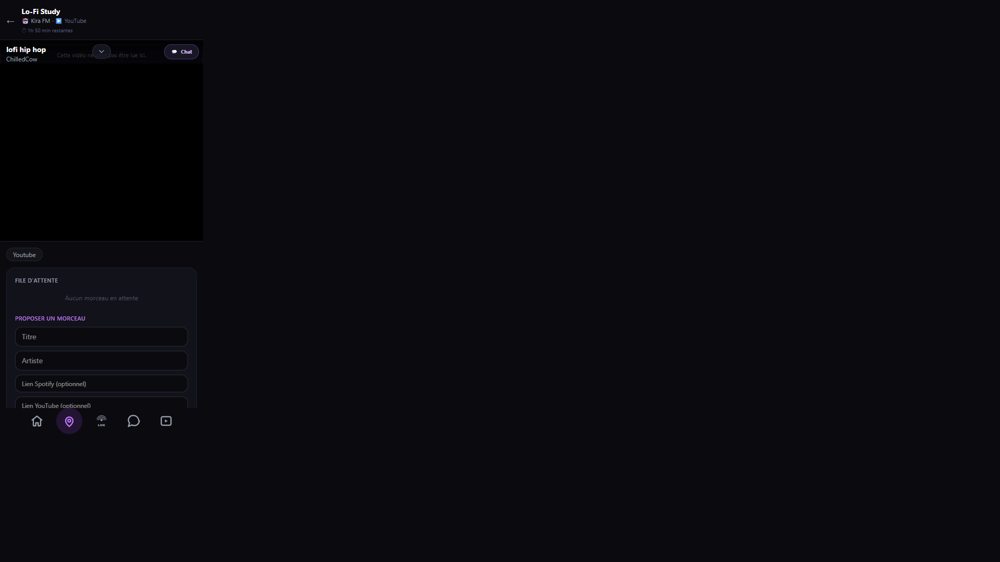 Lo-Fi Study
Kira FM · YouTube
1h 50 min restantes
lofi hip hop
Cette vidéo ne pas être lue ici.
Chat
ChilledCow
Youtube
FILE D'ATTENTE
Aucun morceau en attente
PROPOSER UN MORCEAU
Titre
Artiste
Lien Spotify (optionnel)
Lien YouTube (optionnel)
LIVE